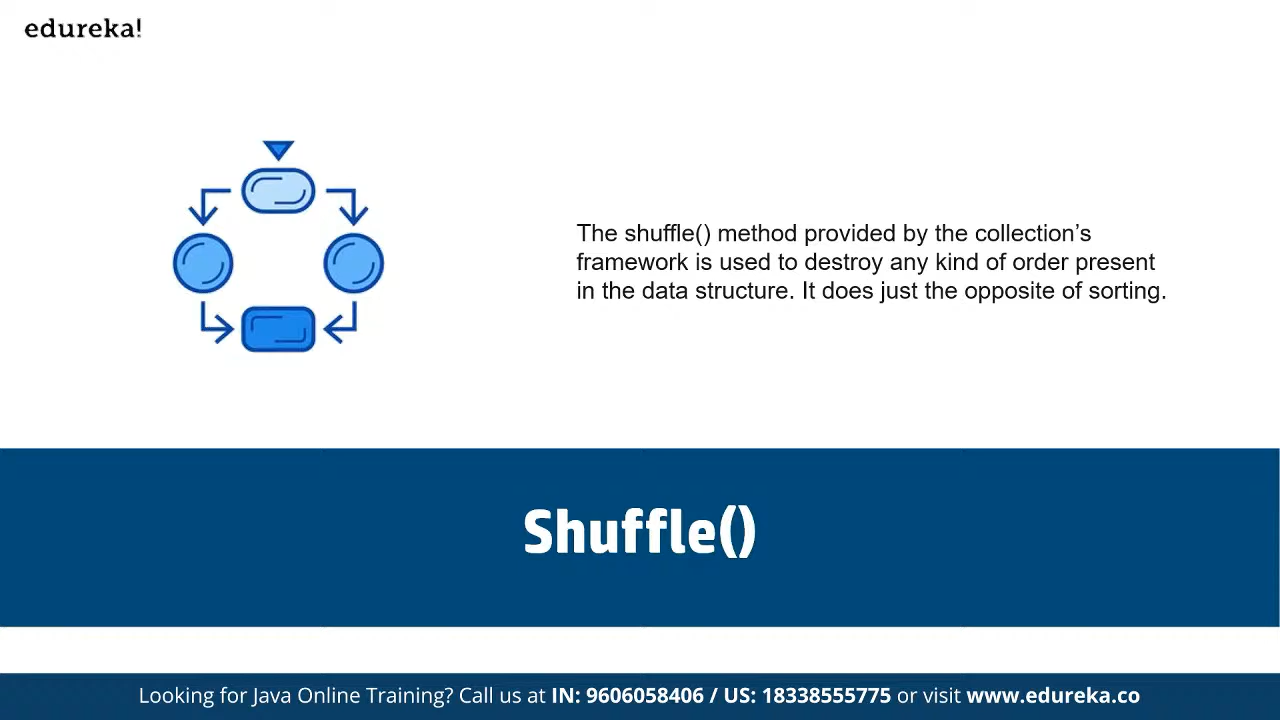 edureka!
The shuffle() method provided by the collection’s
framework is used to destroy any kind of order present
in the data structure. It does just the opposite of sorting.
Shuffle()
Looking for Java Online Training? Call us at IN: 9606058406 / US: 18338555775 or visit www.edureka.co